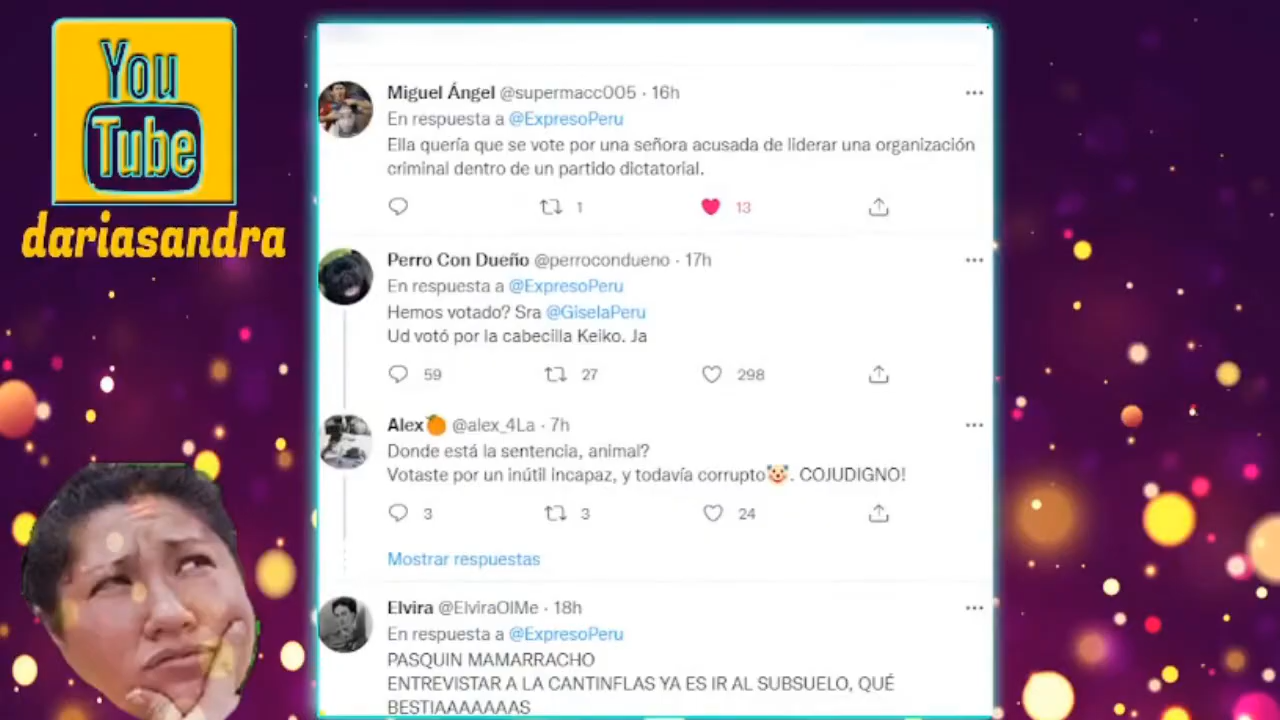 You
Tube
dariasandra
Miguel Ángel @supermacc005 · 16h
En respuesta a @ExpresoPeru
Ella quería que se vote por una señora acusada de liderar una organización
criminal dentro de un partido dictatorial.
1 13
Perro Con Dueño @perrocondueno · 17h
En respuesta a @ExpresoPeru
Hemos votado? Sra @GiselaPeru
Ud votó por la cabecilla Keiko. Ja
59 27 298
Alex🍊 @alex_4La · 7h
Donde está la sentencia, animal?
Votaste por un inútil incapaz, y todavía corrupto🤡. COJUDIGNO!
3 3 24
Mostrar respuestas
Elvira @ElviraOlMe · 18h
En respuesta a @ExpresoPeru
PASQUIN MAMARRACHO
ENTREVISTAR A LA CANTINFLAS YA ES IR AL SUBSUELO, QUÉ
BESTIAAAAAAAS